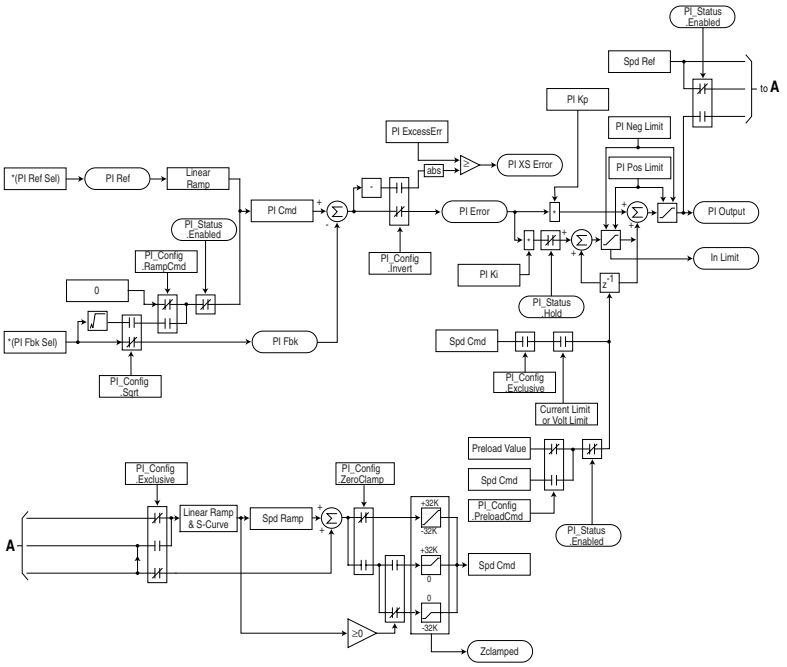 PI_Status
.Enabled
Spd Ref
to A
PI Kp
PI ExcessErr
PI Neg Limit
≥
PI XS Error
abs
PI Pos Limit
*(PI Ref Sel)
PI Ref
Linear
Ramp
-
PI Cmd
+
Σ
-
PI Error
*
+
Σ
+
PI Output
PI_Status
.Enabled
PI_Config
.RampCmd
PI_Config
.Invert
*
+
Σ
+
In Limit
PI Ki
z-1
0
PI_Status
.Hold
*(PI Fbk Sel)
PI Fbk
Spd Cmd
PI_Config
.Sqrt
PI_Config
.Exclusive
Current Limit
or Volt Limit
Preload Value
Spd Cmd
PI_Config
.PreloadCmd
PI_Status
.Enabled
PI_Config
.Exclusive
PI_Config
.ZeroClamp
A
Linear Ramp
& S-Curve
Spd Ramp
+
Σ
+
+32K
-32K
+32K
0
Spd Cmd
0
-32K
≥0
Zclamped